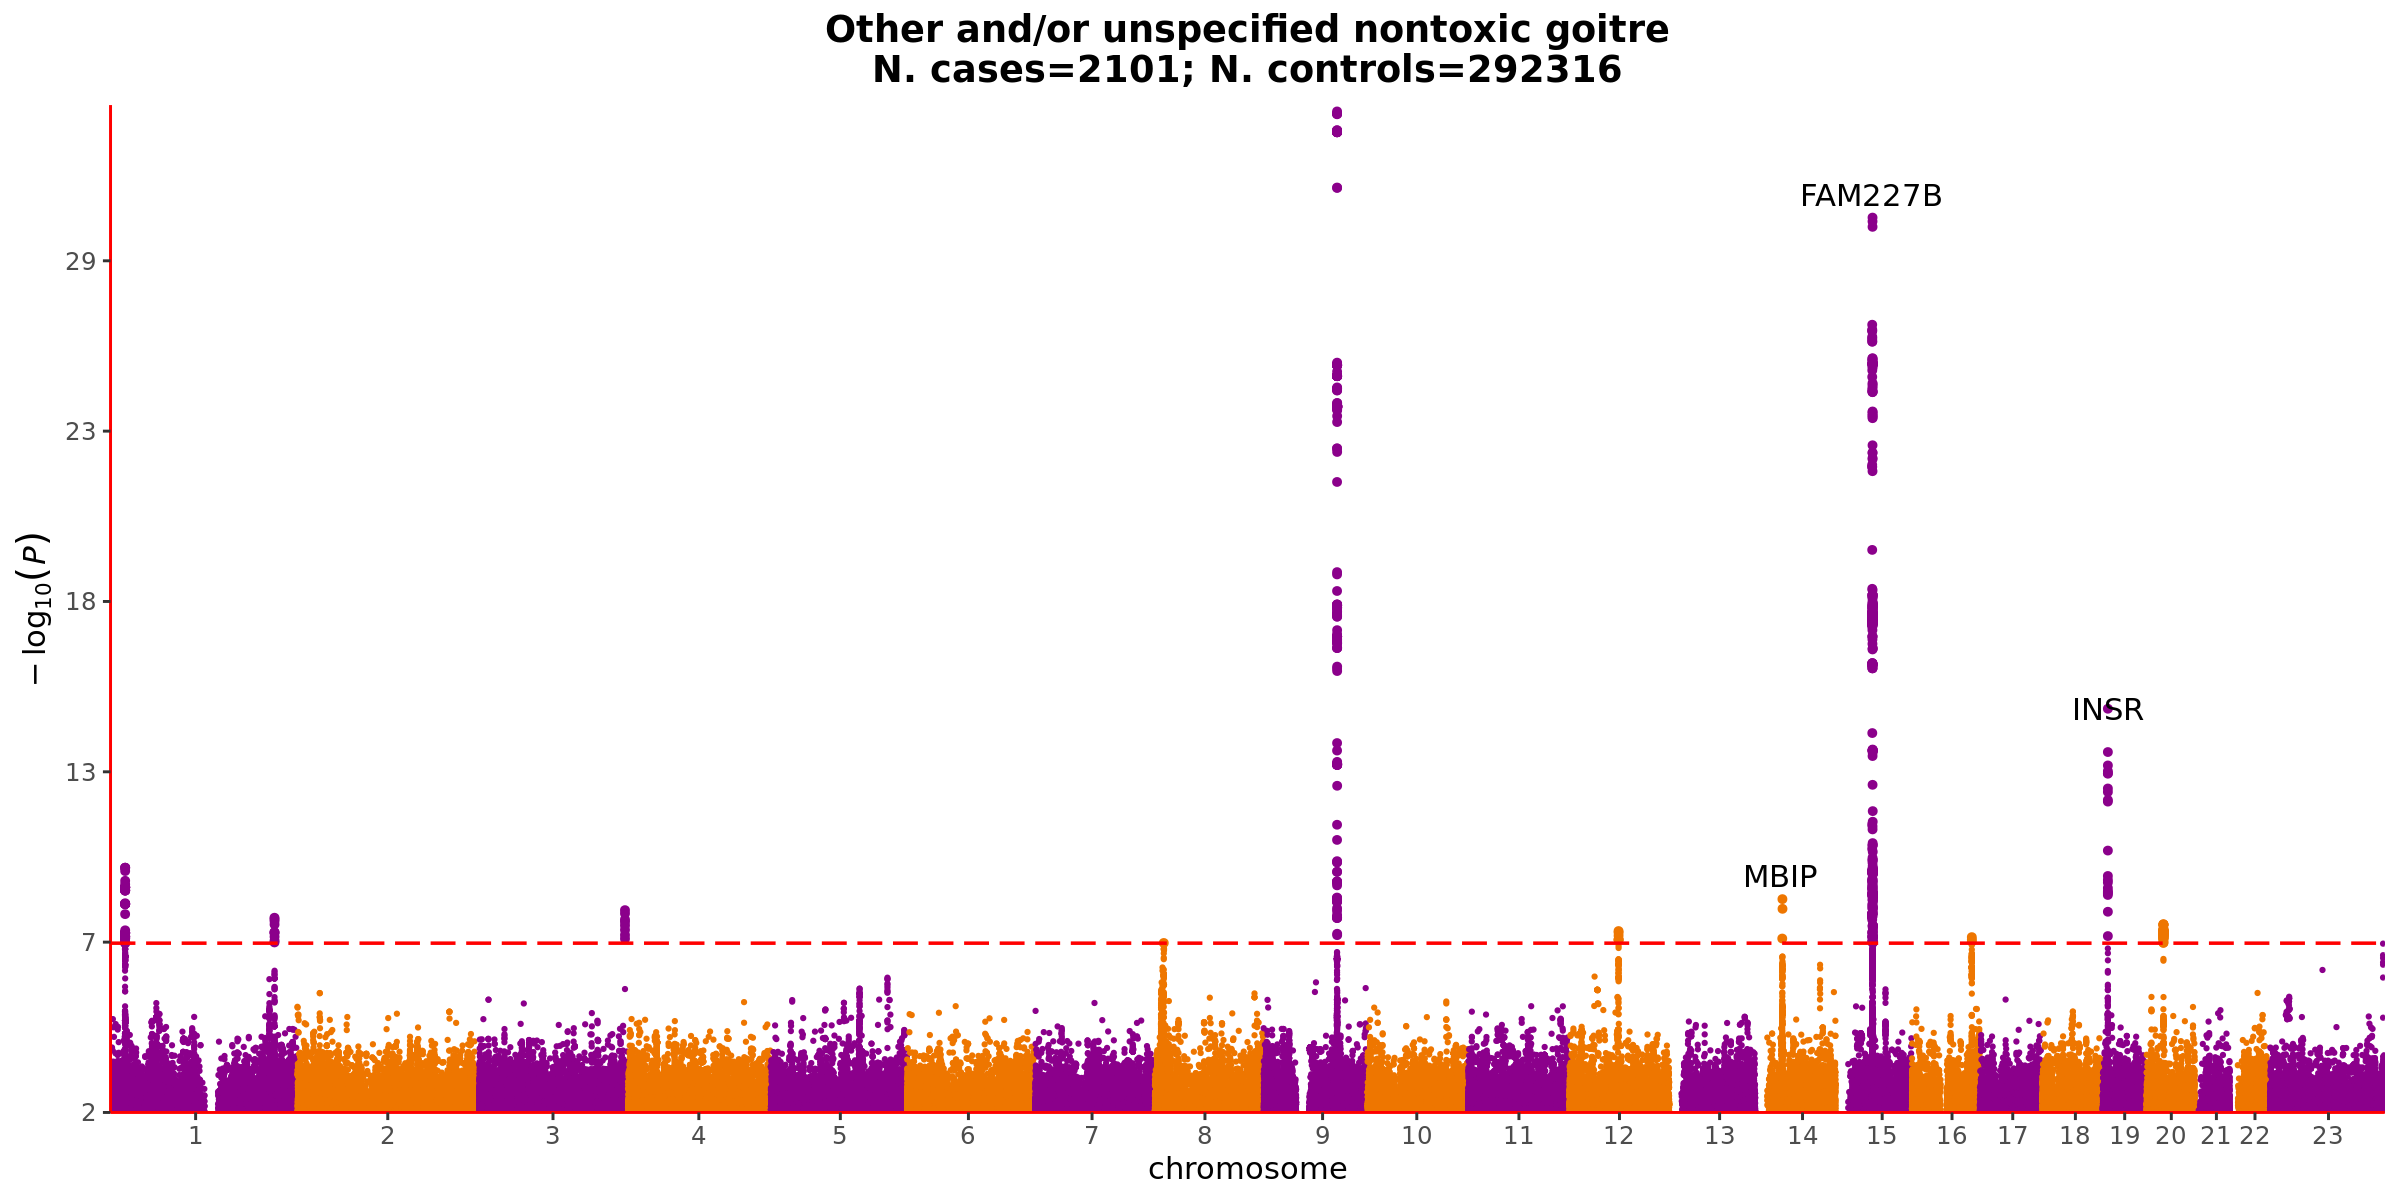 Other and/or unspecified nontoxic goitre
N. cases=2101; N. controls=292316
FAM227B
29
23
−log10(P)
18
INSR
13
MBIP
7
2
1 2 3 4 5 6 7 8 9 10 11 12 13 14 15 16 17 18 19 20 21 22 23
chromosome